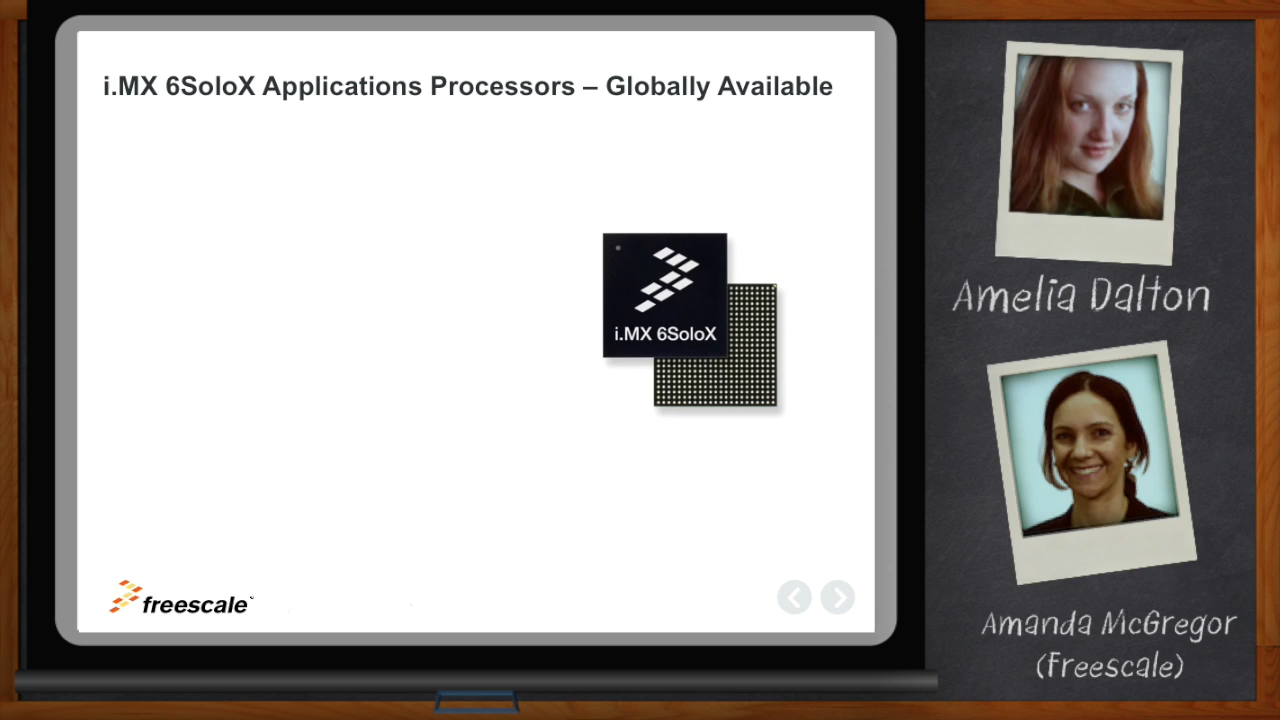 i.MX 6SoloX Applications Processors – Globally Available
i.MX 6SoloX
freescale
Amelia Dalton
Amanda McGregor
(Freescale)